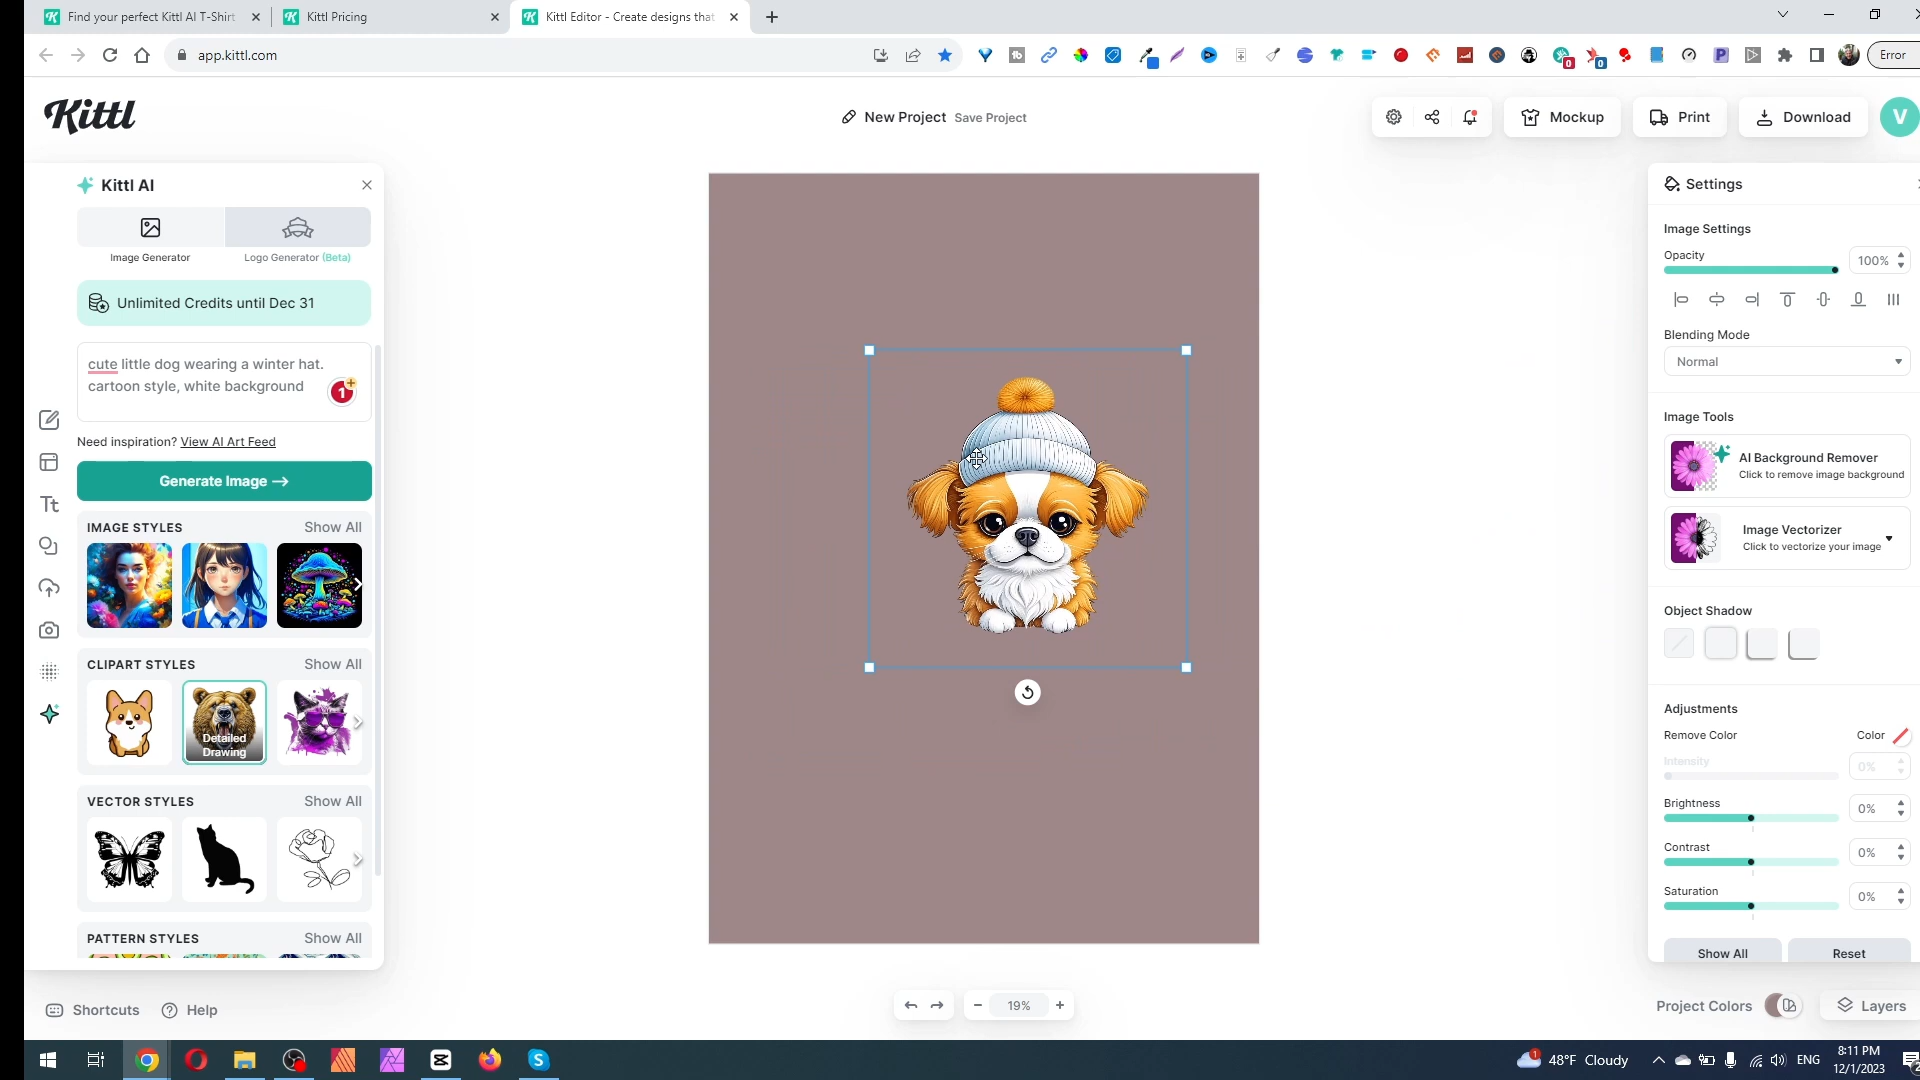 Find your perfect Kittl AI T-Shirt
Kittl Pricing
Kittl Editor - Create designs that
app.kittl.com
Error
Kittl
New Project Save Project
Mockup
Print
Download
V
Kittl AI
Image Generator
Logo Generator (Beta)
Unlimited Credits until Dec 31
cute little dog wearing a winter hat.
cartoon style, white background
1
Need inspiration? View AI Art Feed
Generate Image
IMAGE STYLES Show All
CLIPART STYLES Show All
Detailed
Drawing
VECTOR STYLES Show All
PATTERN STYLES Show All
Shortcuts
Help
19%
Settings
Image Settings
Opacity
100%
Blending Mode
Normal
Image Tools
AI Background Remover
Click to remove image background
Image Vectorizer
Click to vectorize your image
Object Shadow
Adjustments
Remove Color Color
Intensity
0%
Brightness
0%
Contrast
0%
Saturation
0%
Show All Reset
Project Colors
Layers
48°F Cloudy
ENG
8:11 PM
12/1/2023